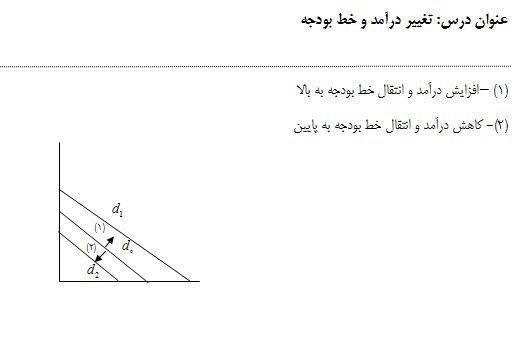 عنوان درس: تغییر درآمد و خط بودجه
(۱) –افزایش درآمد و انتقال خط بودجه به بالا
(۲)- کاهش درآمد و انتقال خط بودجه به پایین
d₁
(۱)
(۲)
d₀
d₂